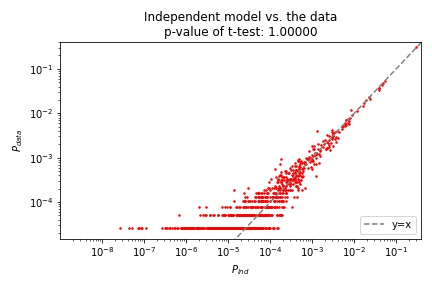 Independent model vs. the data
p-value of t-test: 1.00000
10⁻¹
10⁻²
10⁻³
10⁻⁴
P_data
10⁻⁸ 10⁻⁷ 10⁻⁶ 10⁻⁵ 10⁻⁴ 10⁻³ 10⁻² 10⁻¹
P_ind
y=x